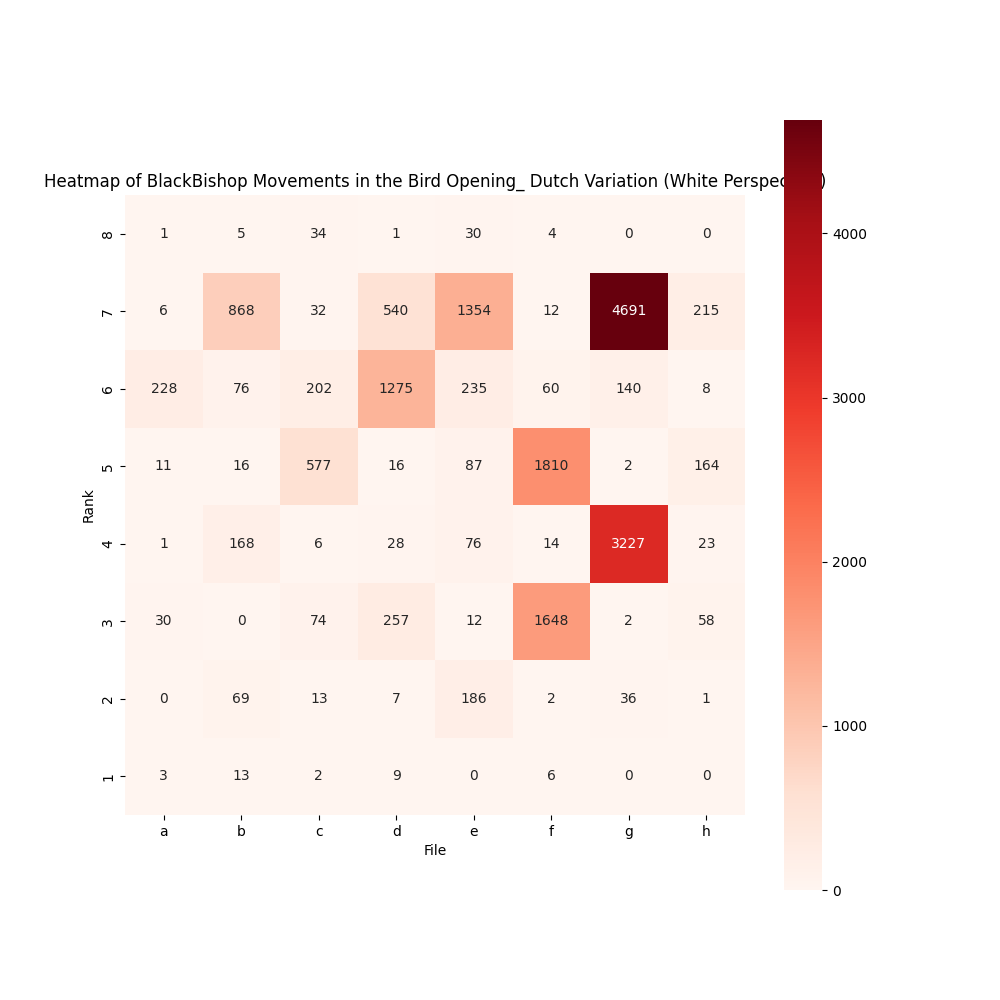 Heatmap of BlackBishop Movements in the Bird Opening_ Dutch Variation (White Perspective)
8 1 5 34 1 30 4 0 0
7 6 868 32 540 1354 12 4691 215
6 228 76 202 1275 235 60 140 8
5 11 16 577 16 87 1810 2 164
4 1 168 6 28 76 14 3227 23
3 30 0 74 257 12 1648 2 58
2 0 69 13 7 186 2 36 1
1 3 13 2 9 0 6 0 0
a b c d e f g h
File
Rank
4000
3000
2000
1000
0